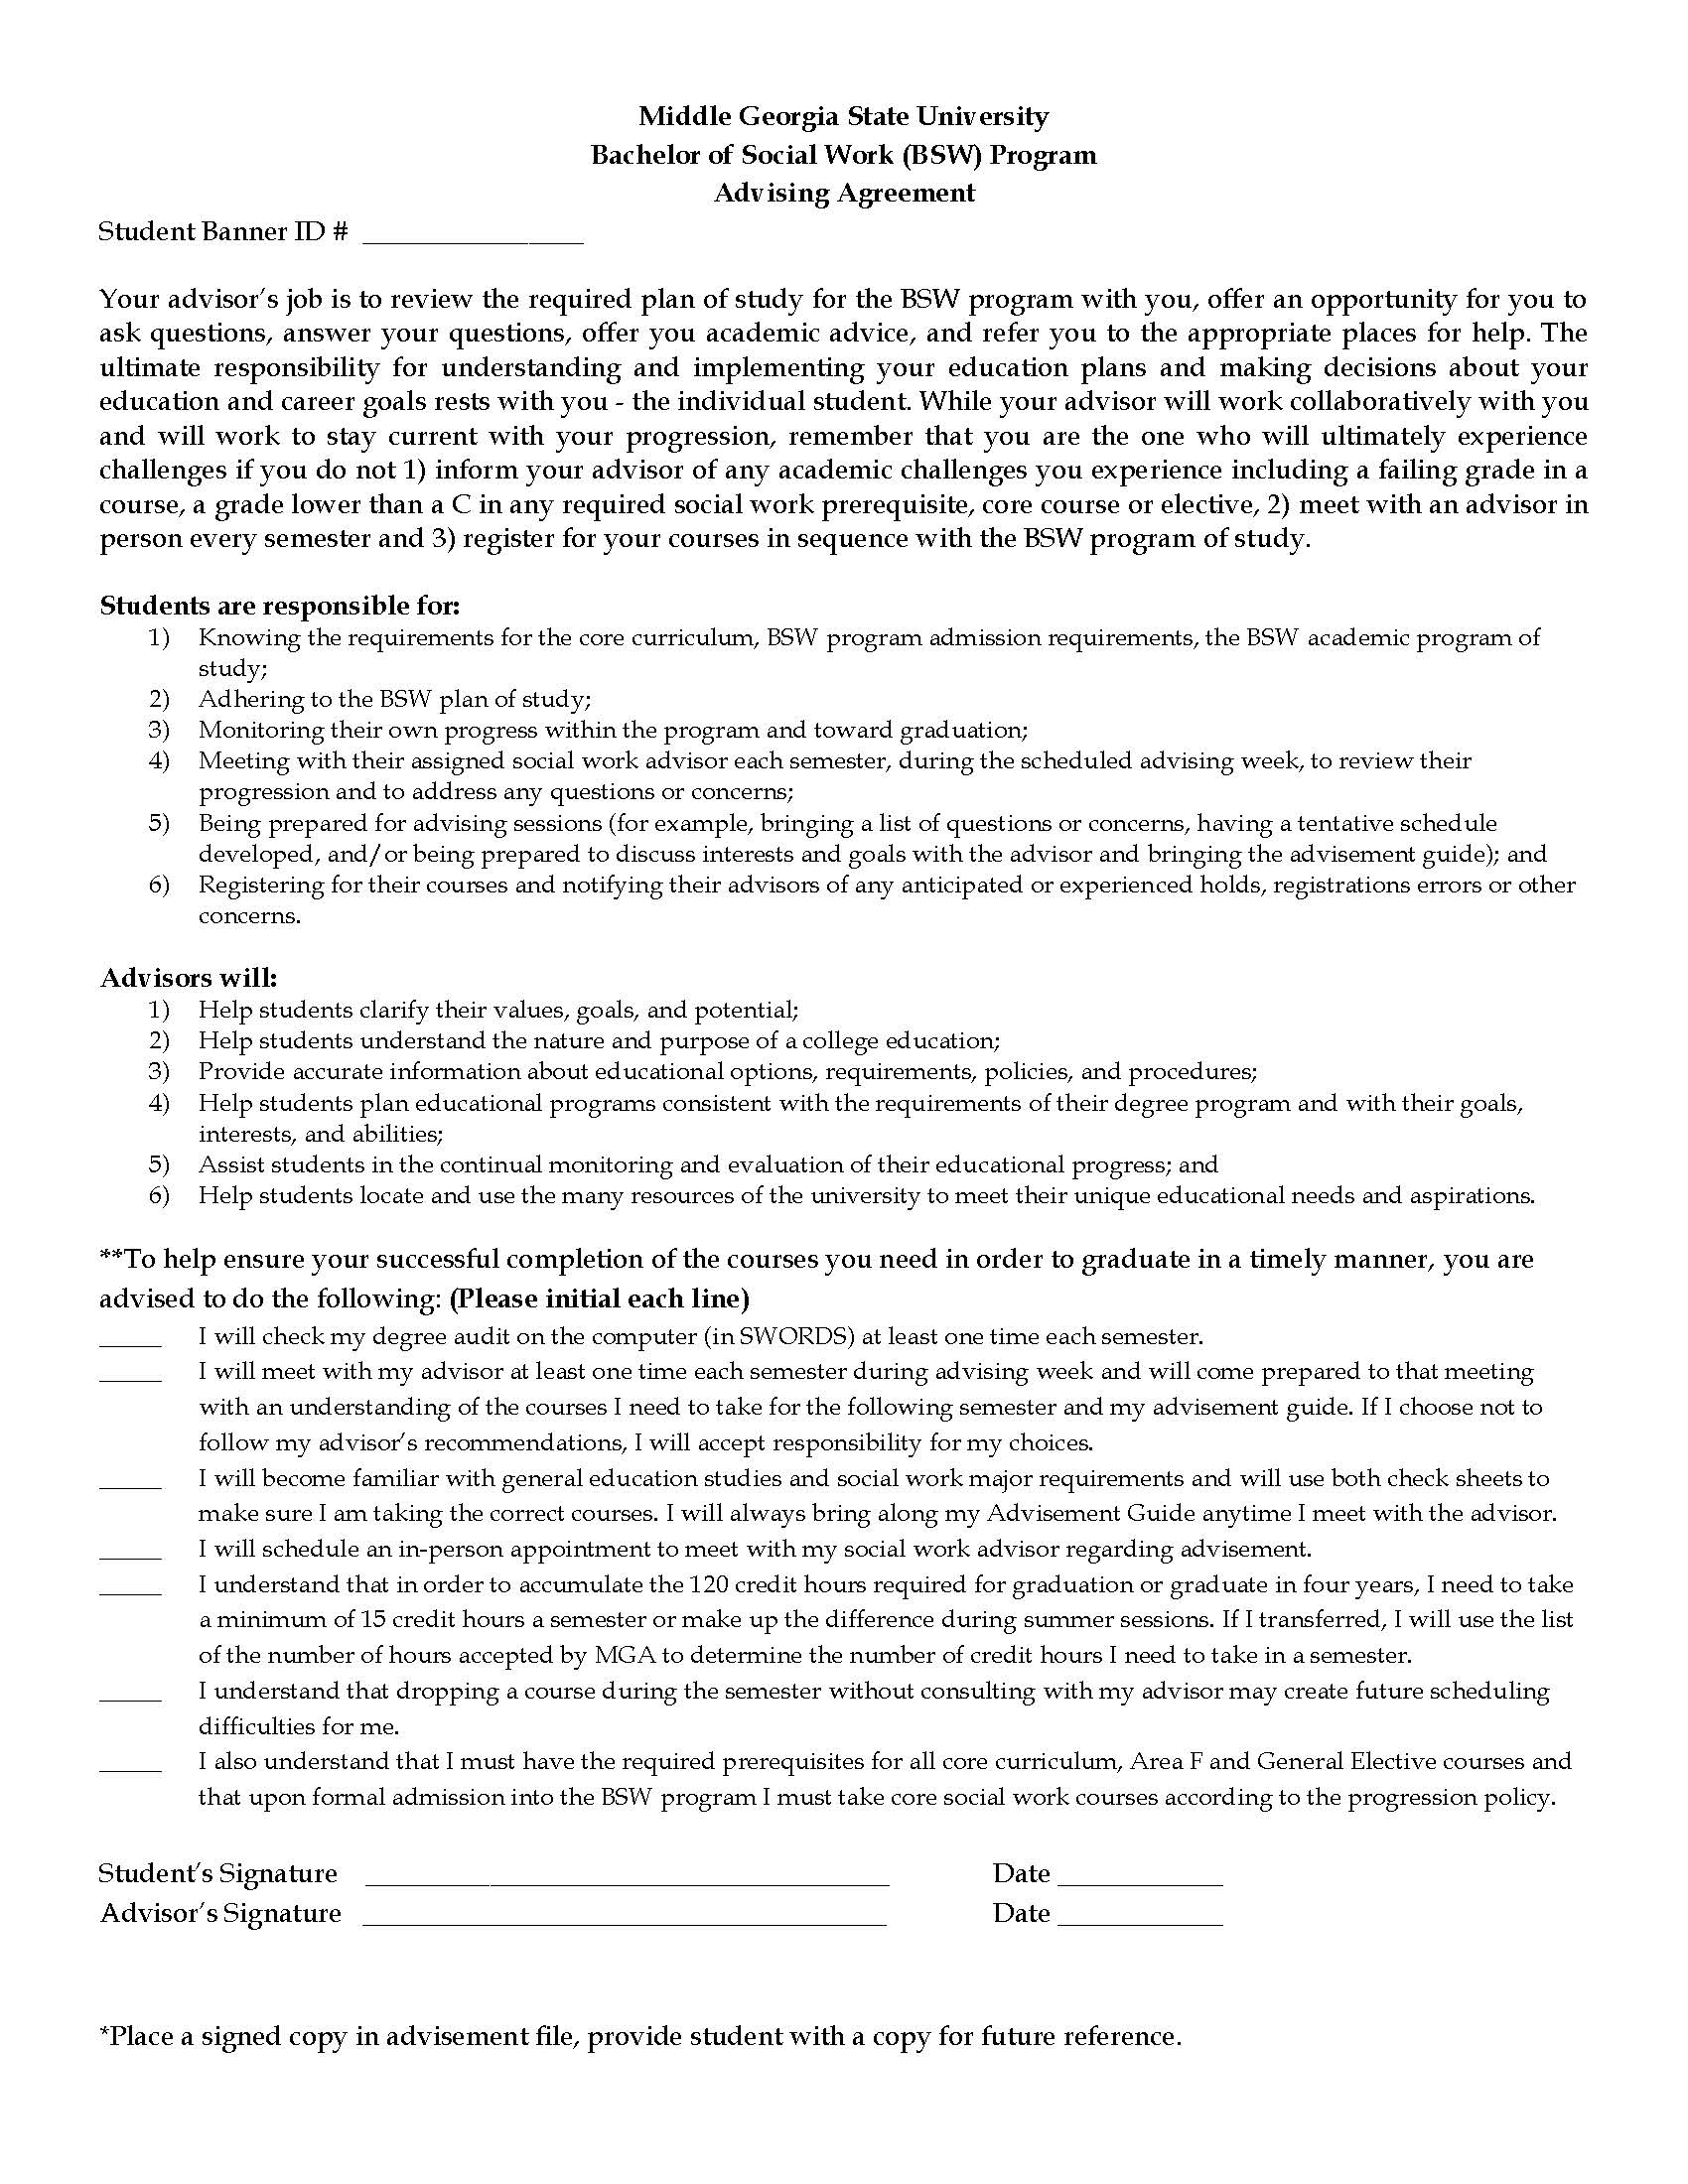 Middle Georgia State University
Bachelor of Social Work (BSW) Program
Advising Agreement
Student Banner ID # ________________
Your advisor's job is to review the required plan of study for the BSW program with you, offer an opportunity for you to
ask questions, answer your questions, offer you academic advice, and refer you to the appropriate places for help. The
ultimate responsibility for understanding and implementing your education plans and making decisions about your
education and career goals rests with you - the individual student. While your advisor will work collaboratively with you
and will work to stay current with your progression, remember that you are the one who will ultimately experience
challenges if you do not 1) inform your advisor of any academic challenges you experience including a failing grade in a
course, a grade lower than a C in any required social work prerequisite, core course or elective, 2) meet with an advisor in
person every semester and 3) register for your courses in sequence with the BSW program of study.
Students are responsible for:
1) Knowing the requirements for the core curriculum, BSW program admission requirements, the BSW academic program of
study;
2) Adhering to the BSW plan of study;
3) Monitoring their own progress within the program and toward graduation;
4) Meeting with their assigned social work advisor each semester, during the scheduled advising week, to review their
progression and to address any questions or concerns;
5) Being prepared for advising sessions (for example, bringing a list of questions or concerns, having a tentative schedule
developed, and/or being prepared to discuss interests and goals with the advisor and bringing the advisement guide); and
6) Registering for their courses and notifying their advisors of any anticipated or experienced holds, registrations errors or other
concerns.
Advisors will:
1) Help students clarify their values, goals, and potential;
2) Help students understand the nature and purpose of a college education;
3) Provide accurate information about educational options, requirements, policies, and procedures;
4) Help students plan educational programs consistent with the requirements of their degree program and with their goals,
interests, and abilities;
5) Assist students in the continual monitoring and evaluation of their educational progress; and
6) Help students locate and use the many resources of the university to meet their unique educational needs and aspirations.
**To help ensure your successful completion of the courses you need in order to graduate in a timely manner, you are
advised to do the following: (Please initial each line)
_____ I will check my degree audit on the computer (in SWORDS) at least one time each semester.
_____ I will meet with my advisor at least one time each semester during advising week and will come prepared to that meeting
with an understanding of the courses I need to take for the following semester and my advisement guide. If I choose not to
follow my advisor's recommendations, I will accept responsibility for my choices.
_____ I will become familiar with general education studies and social work major requirements and will use both check sheets to
make sure I am taking the correct courses. I will always bring along my Advisement Guide anytime I meet with the advisor.
_____ I will schedule an in-person appointment to meet with my social work advisor regarding advisement.
_____ I understand that in order to accumulate the 120 credit hours required for graduation or graduate in four years, I need to take
a minimum of 15 credit hours a semester or make up the difference during summer sessions. If I transferred, I will use the list
of the number of hours accepted by MGA to determine the number of credit hours I need to take in a semester.
_____ I understand that dropping a course during the semester without consulting with my advisor may create future scheduling
difficulties for me.
_____ I also understand that I must have the required prerequisites for all core curriculum, Area F and General Elective courses and
that upon formal admission into the BSW program I must take core social work courses according to the progression policy.
Student's Signature ______________________________________ Date ____________
Advisor's Signature ______________________________________ Date ____________
*Place a signed copy in advisement file, provide student with a copy for future reference.